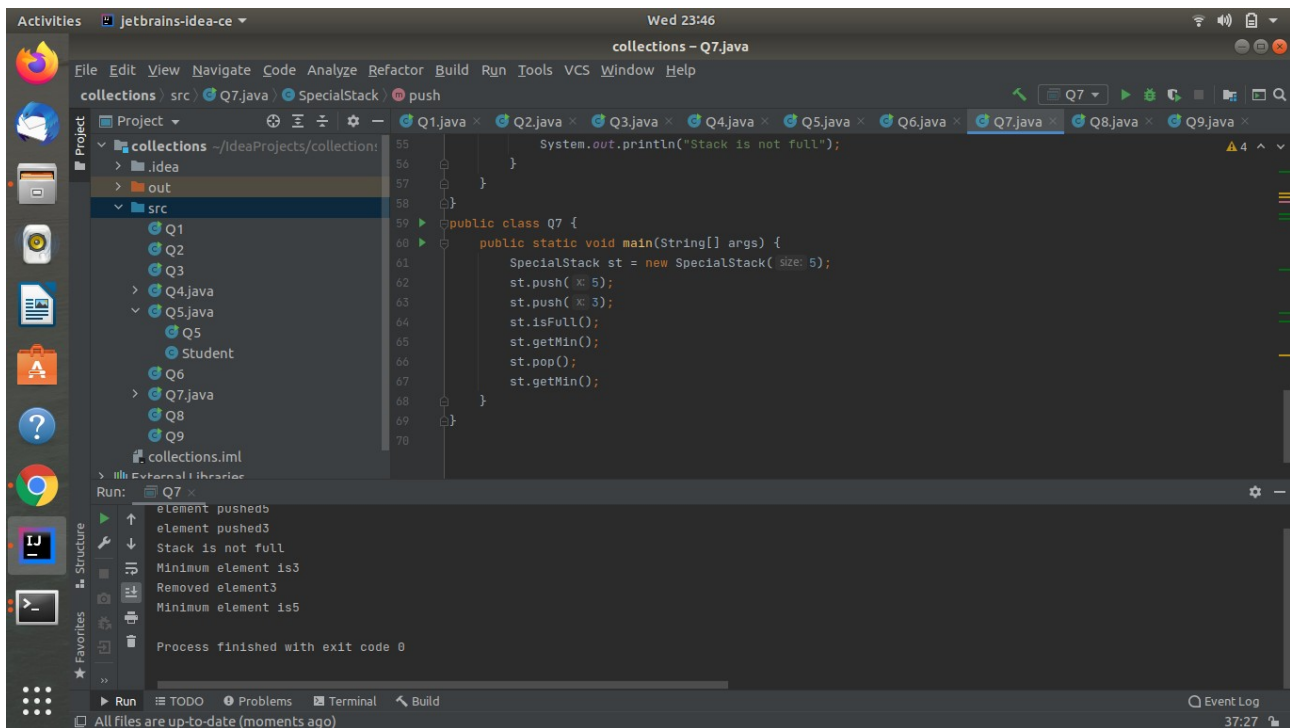 Activities jetbrains-idea-ce Wed 23:46
collections – Q7.java
File Edit View Navigate Code Analyze Refactor Build Run Tools VCS Window Help
collections src Q7.java SpecialStack push Q7
Project Q1.java Q2.java Q3.java Q4.java Q5.java Q6.java Q7.java Q8.java Q9.java
Project
collections ~/IdeaProjects/collections
.idea
out
src
Q1
Q2
Q3
Q4.java
Q5.java
Q5
Student
Q6
Q7.java
Q8
Q9
collections.iml
External Libraries
55 System.out.println("Stack is not full"); 4
56 }
57 }
58 }
59 public class Q7 {
60 public static void main(String[] args) {
61 SpecialStack st = new SpecialStack( size: 5);
62 st.push( x: 5);
63 st.push( x: 3);
64 st.isFull();
65 st.getMin();
66 st.pop();
67 st.getMin();
68 }
69 }
70
Run: Q7
element pushed5
element pushed3
Stack is not full
Minimum element is3
Removed element3
Minimum element is5
Process finished with exit code 0
Structure
Favorites
Run TODO Problems Terminal Build Event Log
All files are up-to-date (moments ago) 37:27